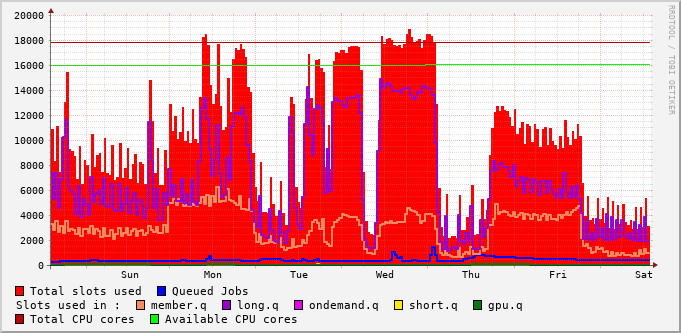 20000
18000
16000
14000
12000
10000
8000
6000
4000
2000
0
Sun Mon Tue Wed Thu Fri Sat
RRDTOOL / TOBI OETIKER
Total slots used Queued Jobs
Slots used in : member.q long.q ondemand.q short.q gpu.q
Total CPU cores Available CPU cores